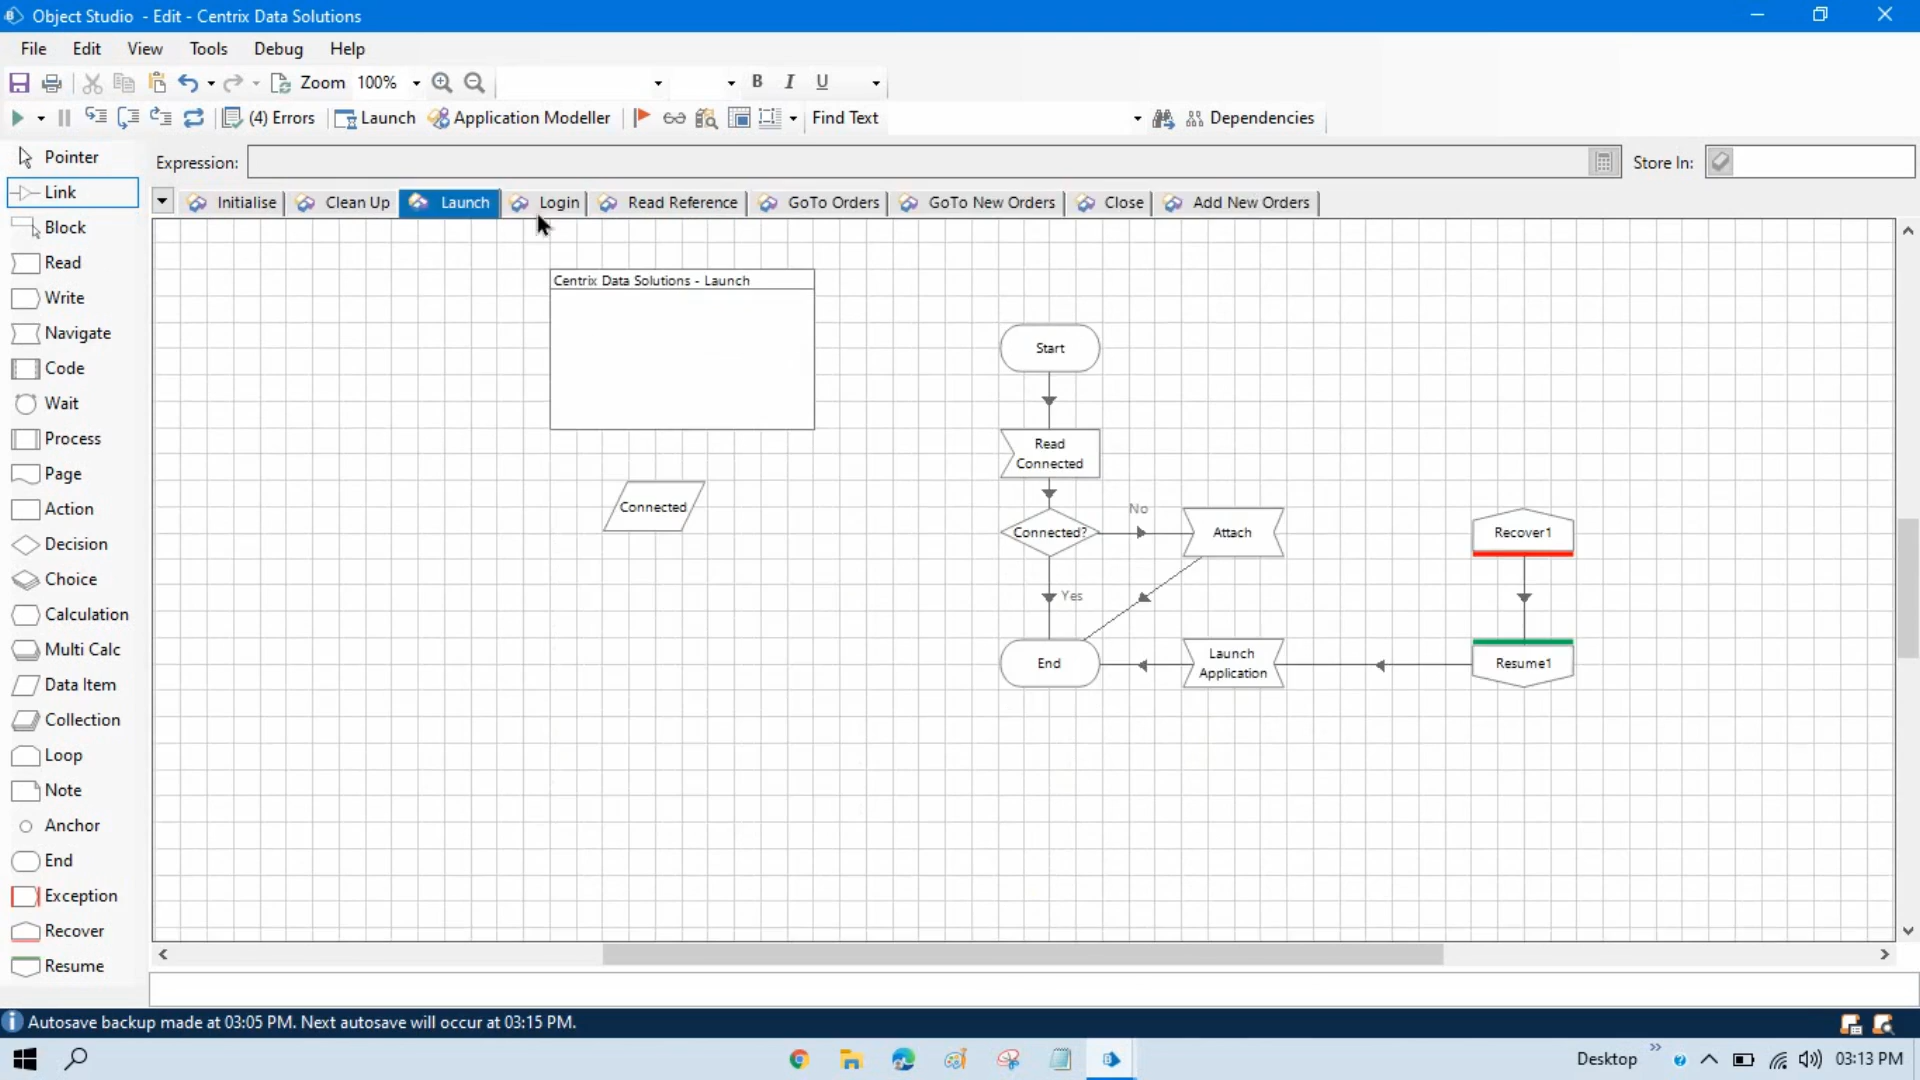 Object Studio - Edit - Centrix Data Solutions
File Edit View Tools Debug Help
Zoom 100% B I U
(4) Errors Launch Application Modeller Find Text Dependencies
Pointer
Link
Block
Read
Write
Navigate
Code
Wait
Process
Page
Action
Decision
Choice
Calculation
Multi Calc
Data Item
Collection
Loop
Note
Anchor
End
Exception
Recover
Resume
Expression: Store In:
Initialise Clean Up Launch Login Read Reference GoTo Orders GoTo New Orders Close Add New Orders
Centrix Data Solutions - Launch
Connected
Start
Read
Connected
Connected?
No
Attach
Yes
End
Launch
Application
Recover1
Resume1
Autosave backup made at 03:05 PM. Next autosave will occur at 03:15 PM.
Desktop 03:13 PM